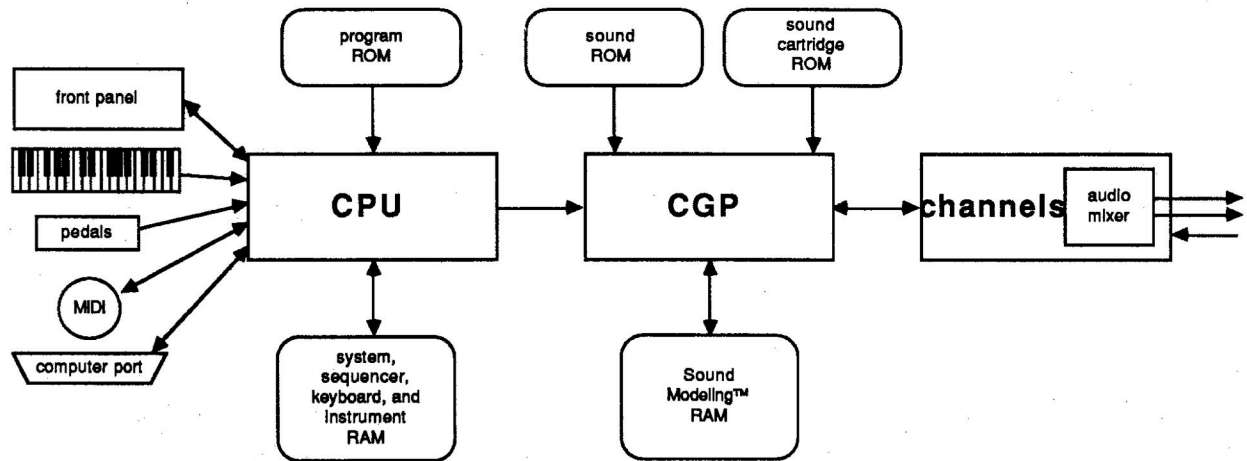 program
ROM
sound
ROM
sound
cartridge
ROM
front panel
CPU
CGP
channels
audio
mixer
pedals
MIDI
computer port
system,
sequencer,
keyboard, and
instrument
RAM
Sound
Modeling™
RAM